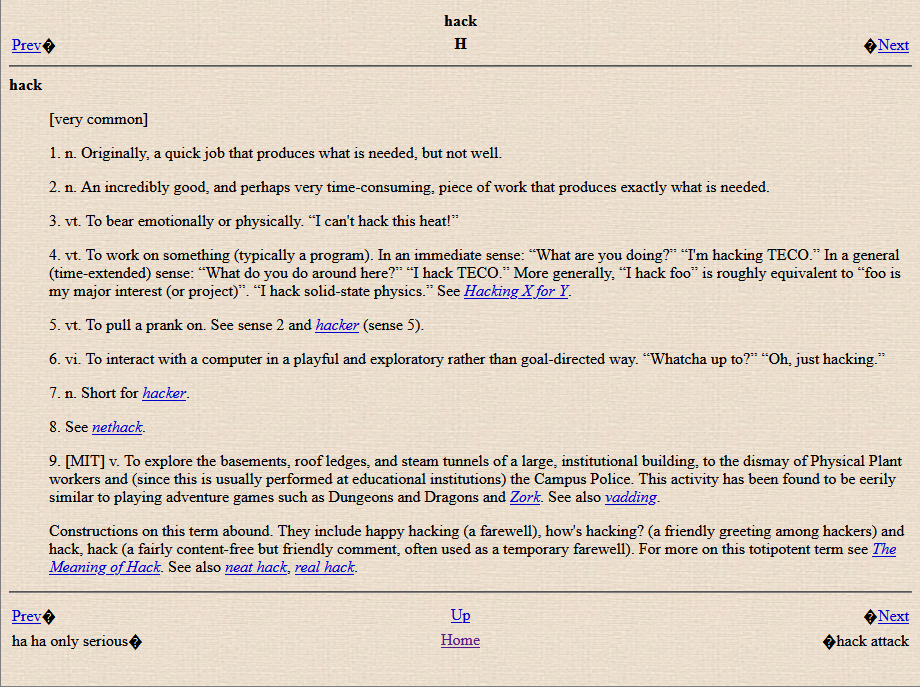 hack
Prev� H �Next
hack
[very common]
1. n. Originally, a quick job that produces what is needed, but not well.
2. n. An incredibly good, and perhaps very time-consuming, piece of work that produces exactly what is needed.
3. vt. To bear emotionally or physically. “I can't hack this heat!”
4. vt. To work on something (typically a program). In an immediate sense: “What are you doing?” “I'm hacking TECO.” In a general
(time-extended) sense: “What do you do around here?” “I hack TECO.” More generally, “I hack foo” is roughly equivalent to “foo is
my major interest (or project)”. “I hack solid-state physics.” See Hacking X for Y.
5. vt. To pull a prank on. See sense 2 and hacker (sense 5).
6. vi. To interact with a computer in a playful and exploratory rather than goal-directed way. “Whatcha up to?” “Oh, just hacking.”
7. n. Short for hacker.
8. See nethack.
9. [MIT] v. To explore the basements, roof ledges, and steam tunnels of a large, institutional building, to the dismay of Physical Plant
workers and (since this is usually performed at educational institutions) the Campus Police. This activity has been found to be eerily
similar to playing adventure games such as Dungeons and Dragons and Zork. See also vadding.
Constructions on this term abound. They include happy hacking (a farewell), how's hacking? (a friendly greeting among hackers) and
hack, hack (a fairly content-free but friendly comment, often used as a temporary farewell). For more on this totipotent term see The
Meaning of Hack. See also neat hack, real hack.
Prev� Up �Next
ha ha only serious� Home �hack attack